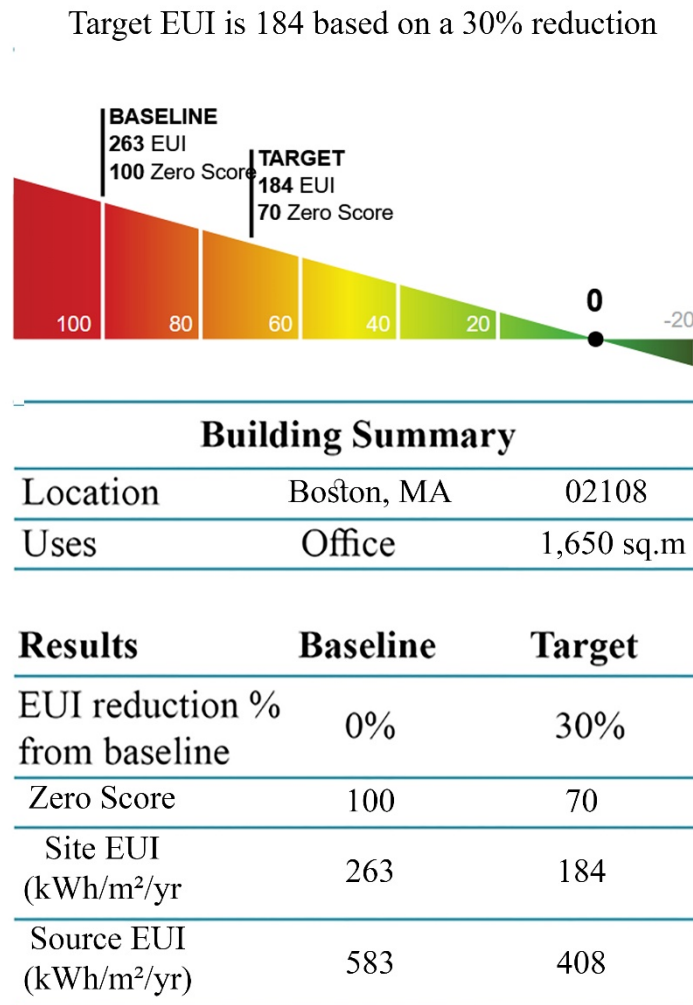 Target EUI is 184 based on a 30% reduction
BASELINE
263 EUI
100 Zero Score
TARGET
184 EUI
70 Zero Score
0
100 80 60 40 20 -20
Building Summary
Location Boston, MA 02108
Uses Office 1,650 sq.m
Results Baseline Target
EUI reduction %
from baseline 0% 30%
Zero Score 100 70
Site EUI
(kWh/m²/yr 263 184
Source EUI
(kWh/m²/yr) 583 408